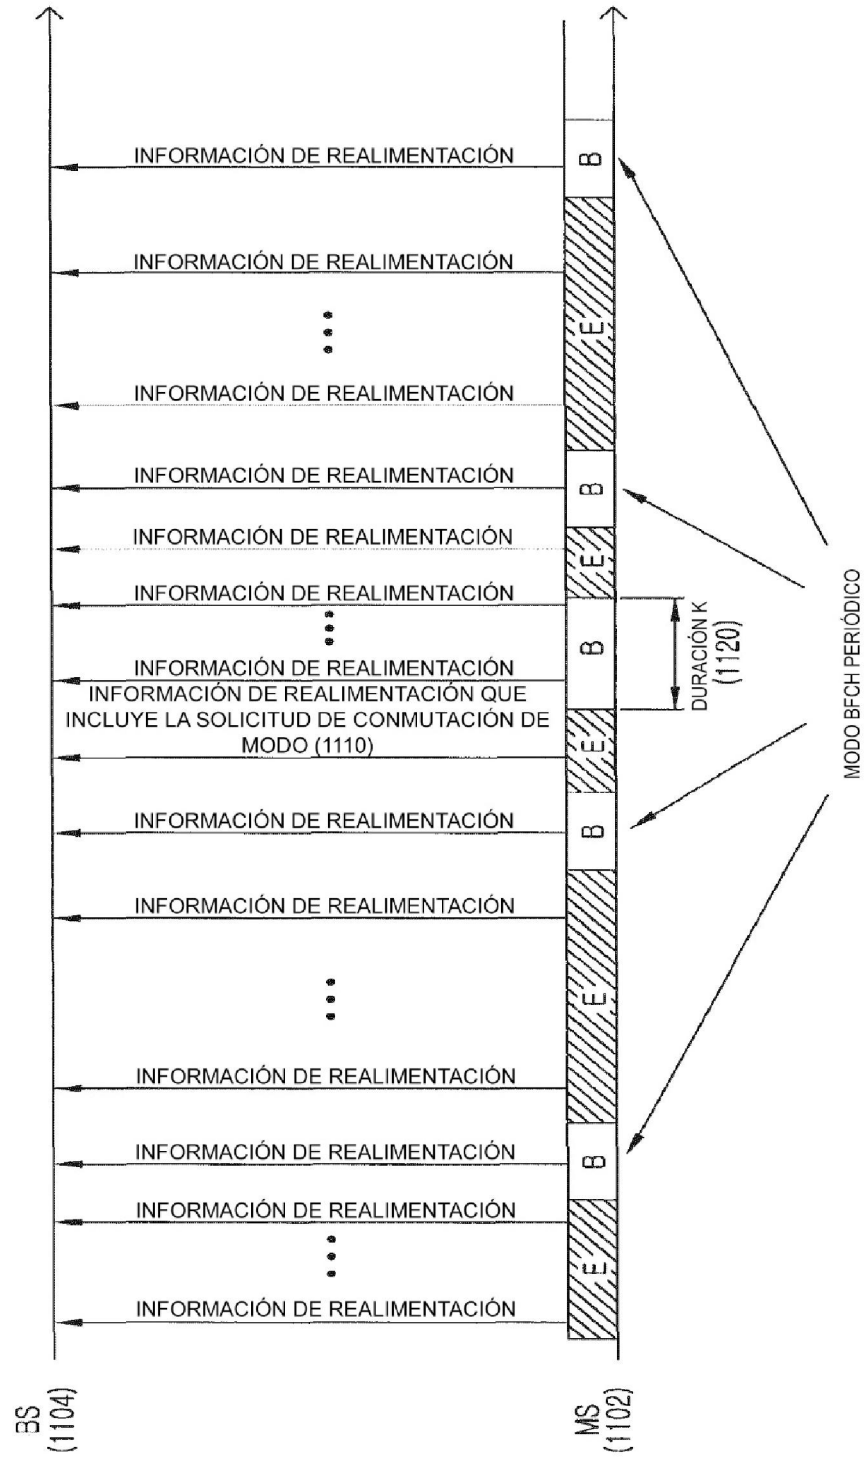 INFORMACIÓN DE REALIMENTACIÓN
B
INFORMACIÓN DE REALIMENTACIÓN
E
INFORMACIÓN DE REALIMENTACIÓN
INFORMACIÓN DE REALIMENTACIÓN
B
INFORMACIÓN DE REALIMENTACIÓN
E
INFORMACIÓN DE REALIMENTACIÓN
B
DURACIÓN K
(1120)
INFORMACIÓN DE REALIMENTACIÓN
INFORMACIÓN DE REALIMENTACIÓN QUE
INCLUYE LA SOLICITUD DE CONMUTACIÓN DE
MODO (1110)
E
MODO BFCH PERIÓDICO
INFORMACIÓN DE REALIMENTACIÓN
B
INFORMACIÓN DE REALIMENTACIÓN
E
INFORMACIÓN DE REALIMENTACIÓN
INFORMACIÓN DE REALIMENTACIÓN
B
INFORMACIÓN DE REALIMENTACIÓN
E
INFORMACIÓN DE REALIMENTACIÓN
BS
(1104)
MS
(1102)